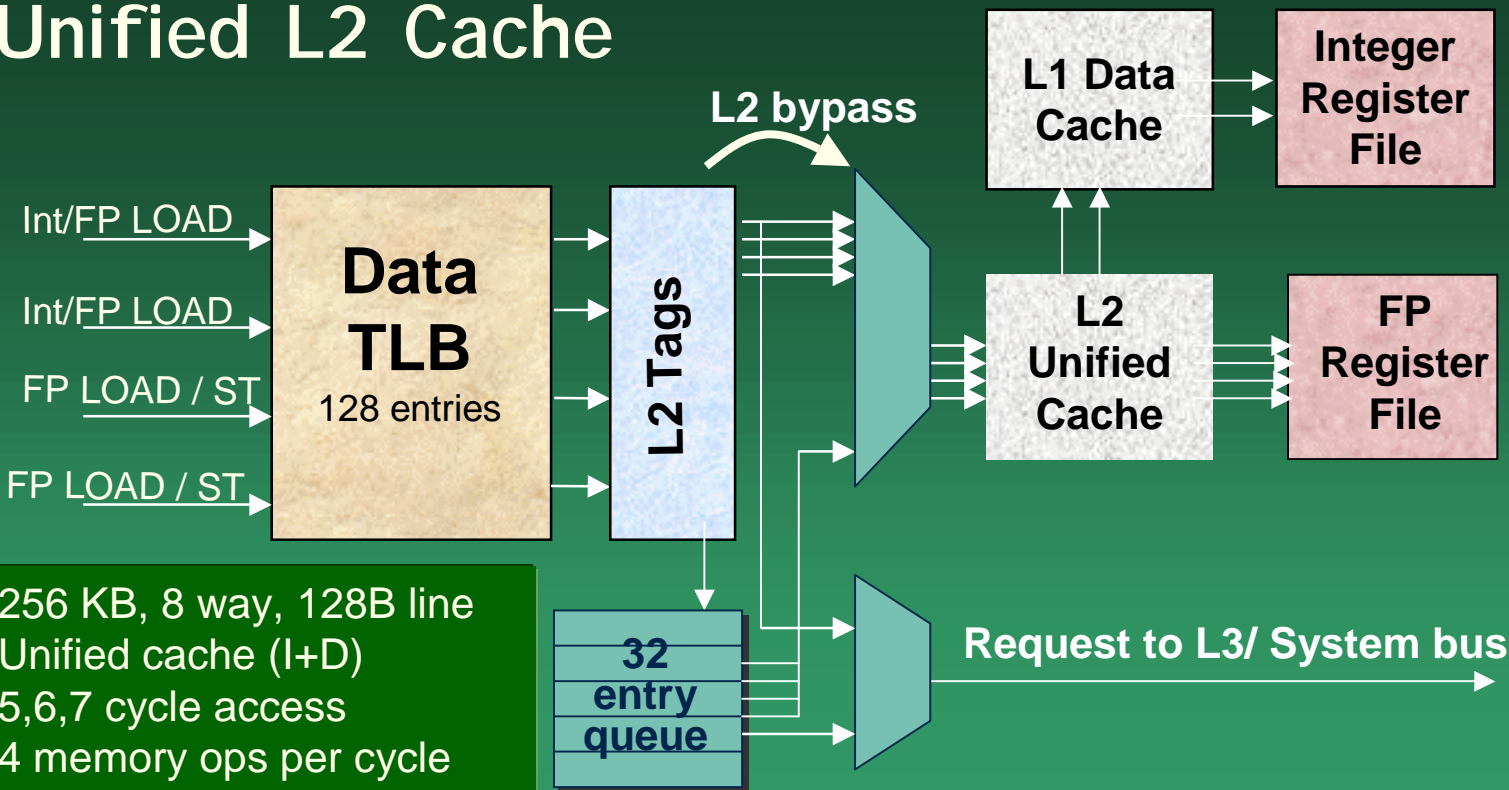 Unified L2 Cache
L2 bypass
L1 Data
Cache
Integer
Register
File
Int/FP LOAD
Int/FP LOAD
FP LOAD / ST
FP LOAD / ST
Data
TLB
128 entries
L2 Tags
L2
Unified
Cache
FP
Register
File
256 KB, 8 way, 128B line
Unified cache (I+D)
5,6,7 cycle access
4 memory ops per cycle
32
entry
queue
Request to L3/ System bus